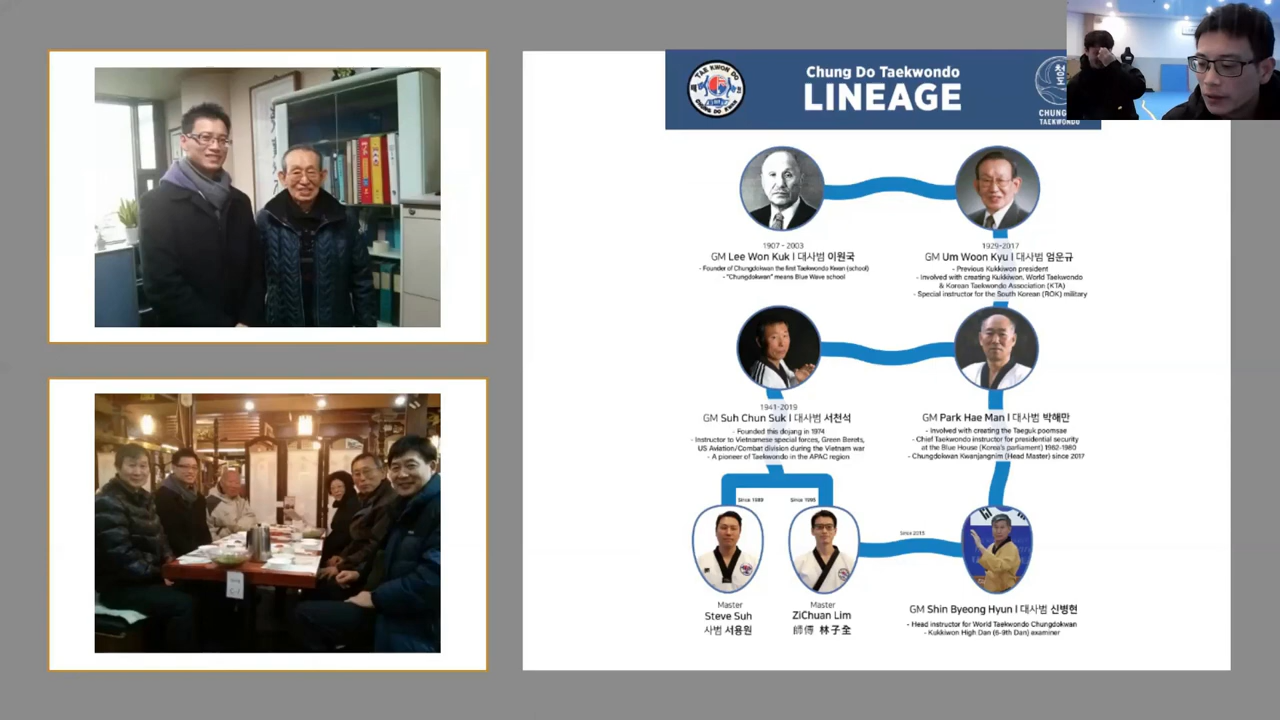 TAE KWON DO
CHUNG DO KWAN
Chung Do Taekwondo
LINEAGE
청도
TAEKWONDO
1907 - 2003
GM Lee Won Kuk I 대사범 이원국
- Founder of Chungdokwan the first Taekwondo Kwan (school)
- "Chungdokwan" means Blue Wave school
1929-2017
GM Um Woon Kyu I 대사범 엄운규
- Previous Kukkiwon president
- Involved with creating Kukkiwon, World Taekwondo
& Korean Taekwondo Association (KTA)
- Special instructor for the South Korean (ROK) military
1941-2019
GM Suh Chun Suk I 대사범 서천석
- Founded this dojang in 1974
- Instructor to Vietnamese special forces, Green Berets,
US Aviation/Combat division during the Vietnam war
- A pioneer of Taekwondo in the APAC region
GM Park Hae Man I 대사범 박해만
- Involved with creating the Taeguk poomsae
- Chief Taekwondo instructor for presidential security
at the Blue House (Korea's parliament) 1962-1980
- Chungdokwan Kwanjangnim (Head Master) since 2017
Since 1989
Since 1995
Since 2015
Master
Steve Suh
사범 서용원
Master
ZiChuan Lim
師傅 林子全
GM Shin Byeong Hyun I 대사범 신병현
- Head instructor for World Taekwondo Chungdokwan
- Kukkiwon High Dan (6-9th Dan) examiner